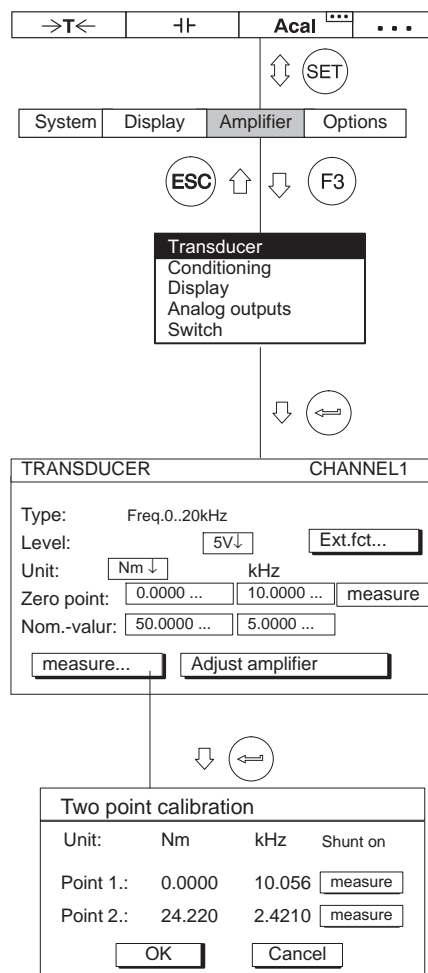 →T← ⊣⊢ Acal ...
SET
System Display Amplifier Options
ESC F3
Transducer
Conditioning
Display
Analog outputs
Switch
TRANSDUCER CHANNEL1
Type: Freq.0..20kHz
Level: 5V↓ Ext.fct...
Unit: Nm ↓ kHz
Zero point: 0.0000 ... 10.0000 ... measure
Nom.-valur: 50.0000 ... 5.0000 ...
measure... Adjust amplifier
Two point calibration
Unit: Nm kHz Shunt on
Point 1.: 0.0000 10.056 measure
Point 2.: 24.220 2.4210 measure
OK Cancel